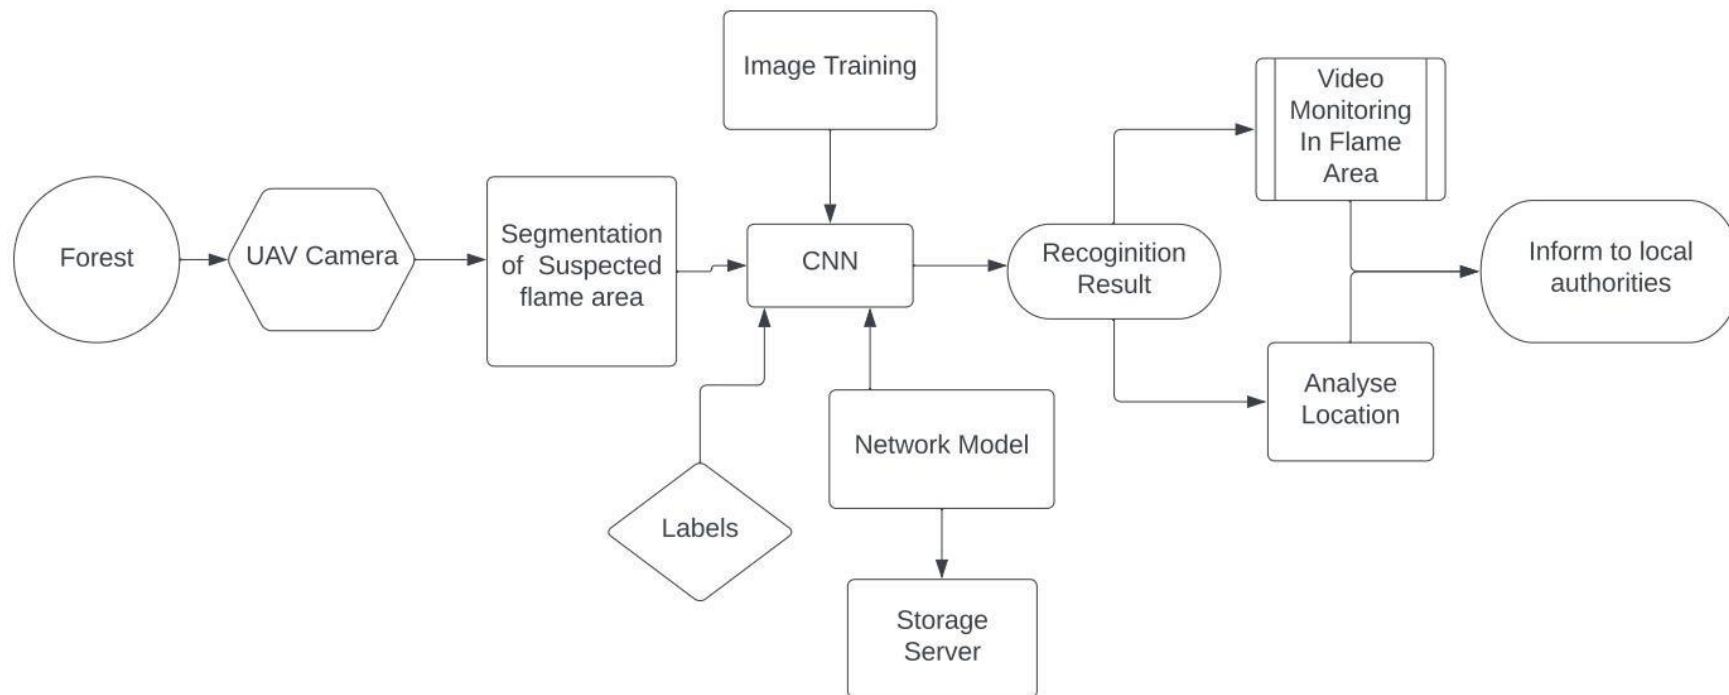 Image Training
Video
Monitoring
In Flame
Area
Forest
UAV Camera
Segmentation
of Suspected
flame area
CNN
Recoginition
Result
Inform to local
authorities
Analyse
Location
Network Model
Labels
Storage
Server